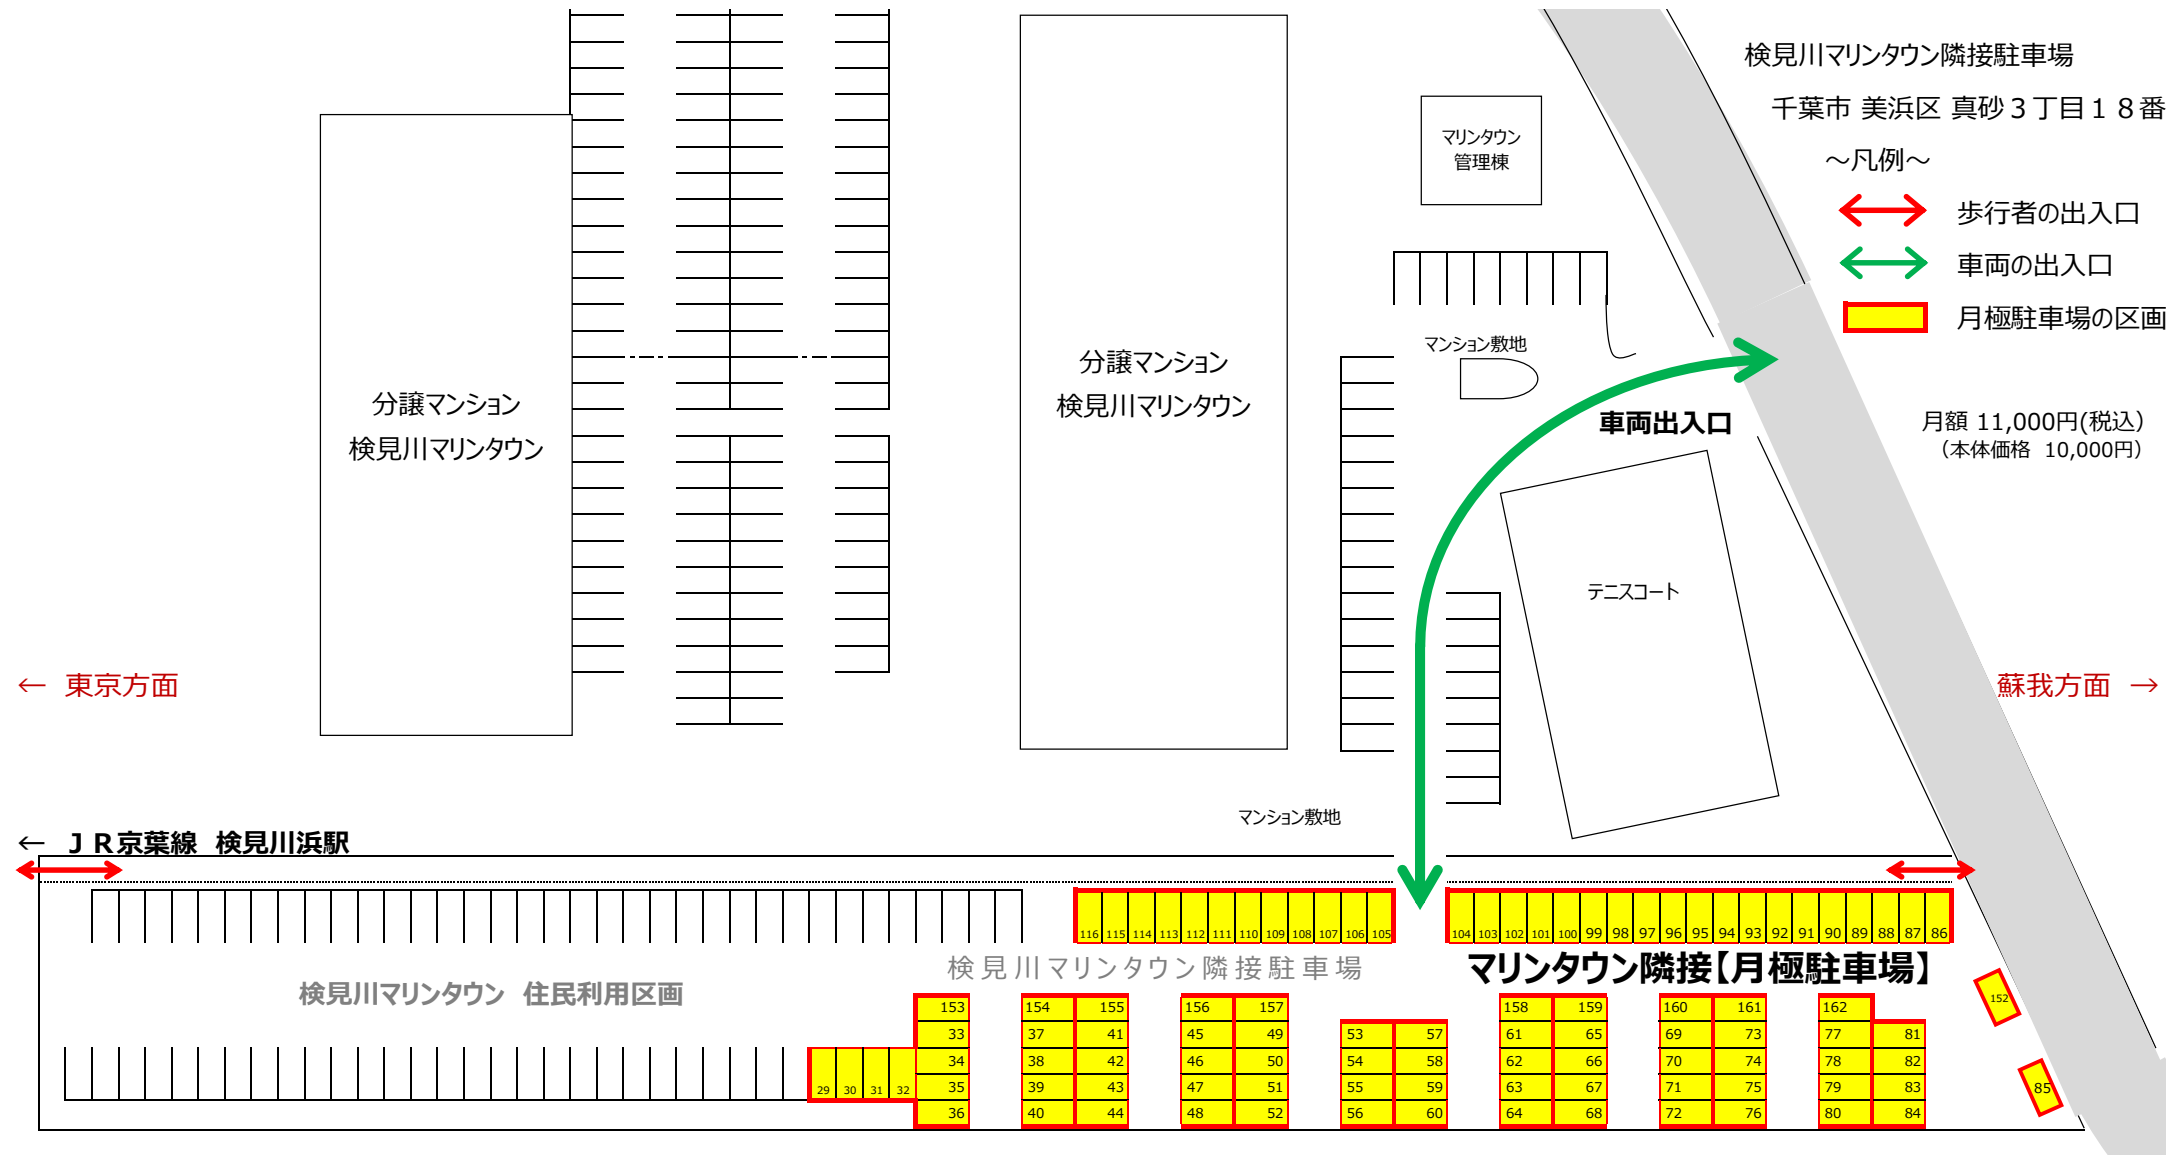 検見川マリンタウン隣接駐車場
千葉市 美浜区 真砂３丁目１８番
～凡例～
歩行者の出入口
車両の出入口
月極駐車場の区画
月額 11,000円(税込)
（本体価格 10,000円）
マリンタウン
管理棟
マンション敷地
分譲マンション
検見川マリンタウン
分譲マンション
検見川マリンタウン
車両出入口
テニスコート
← 東京方面
蘇我方面 →
マンション敷地
← ＪＲ京葉線 検見川浜駅
116 115 114 113 112 111 110 109 108 107 106 105
104 103 102 101 100 99 98 97 96 95 94 93 92 91 90 89 88 87 86
検見川マリンタウン隣接駐車場
マリンタウン隣接【月極駐車場】
検見川マリンタウン 住民利用区画
152
153 154 155 156 157 158 159 160 161 162
33 37 41 45 49 53 57 61 65 69 73 77 81
34 38 42 46 50 54 58 62 66 70 74 78 82
29 30 31 32 35 39 43 47 51 55 59 63 67 71 75 79 83 85
36 40 44 48 52 56 60 64 68 72 76 80 84